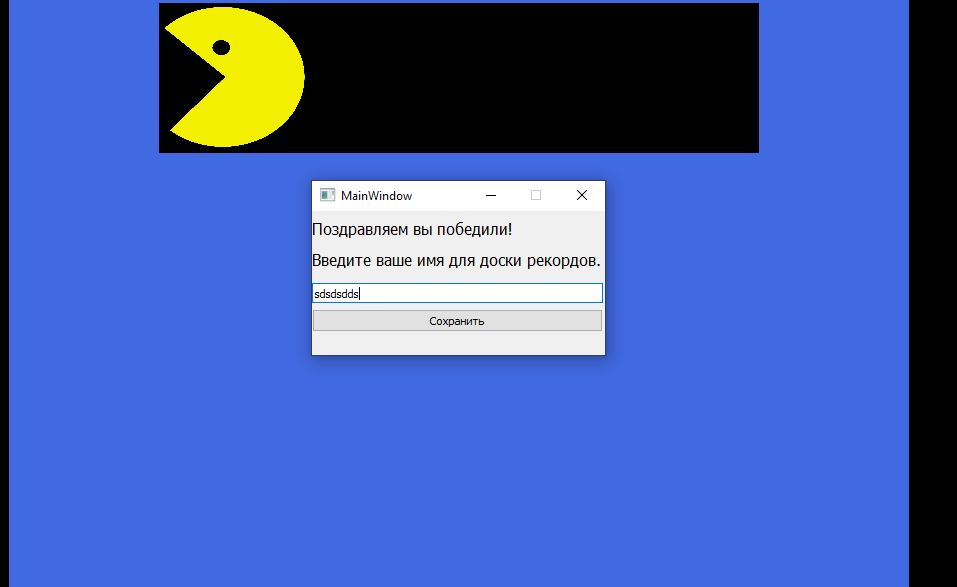 MainWindow
Поздравляем вы победили!
Введите ваше имя для доски рекордов.
sdsdsdds
Сохранить